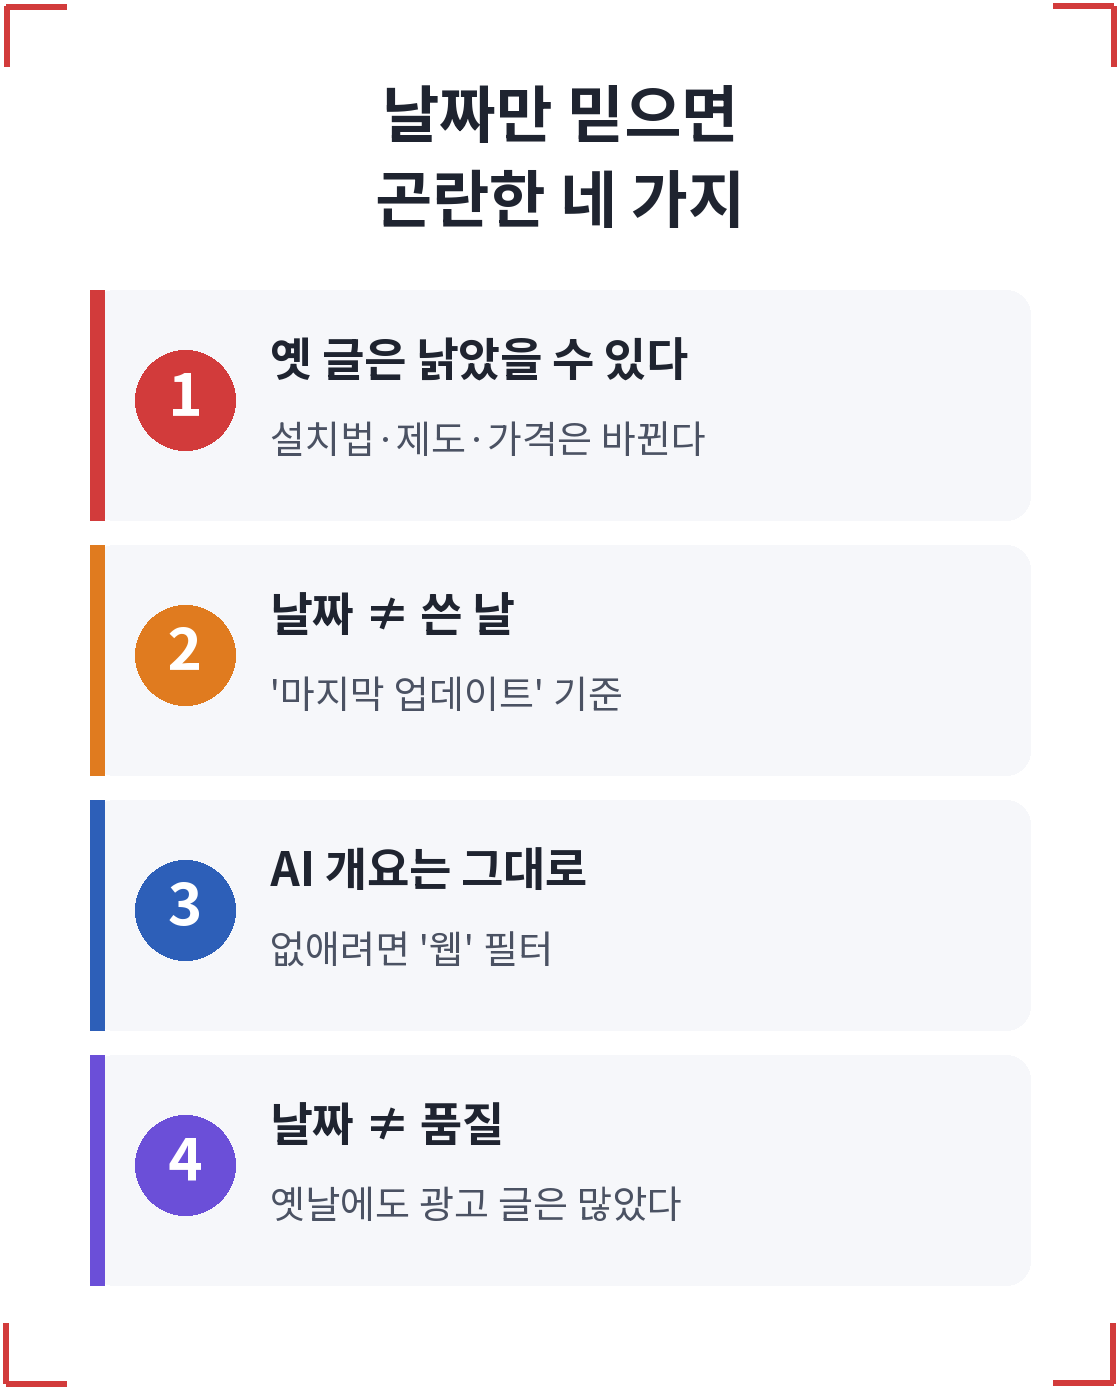 날짜만 믿으면
곤란한 네 가지
1
옛 글은 낡았을 수 있다
설치법·제도·가격은 바뀐다
2
날짜 ≠ 쓴 날
'마지막 업데이트' 기준
3
AI 개요는 그대로
없애려면 '웹' 필터
4
날짜 ≠ 품질
옛날에도 광고 글은 많았다